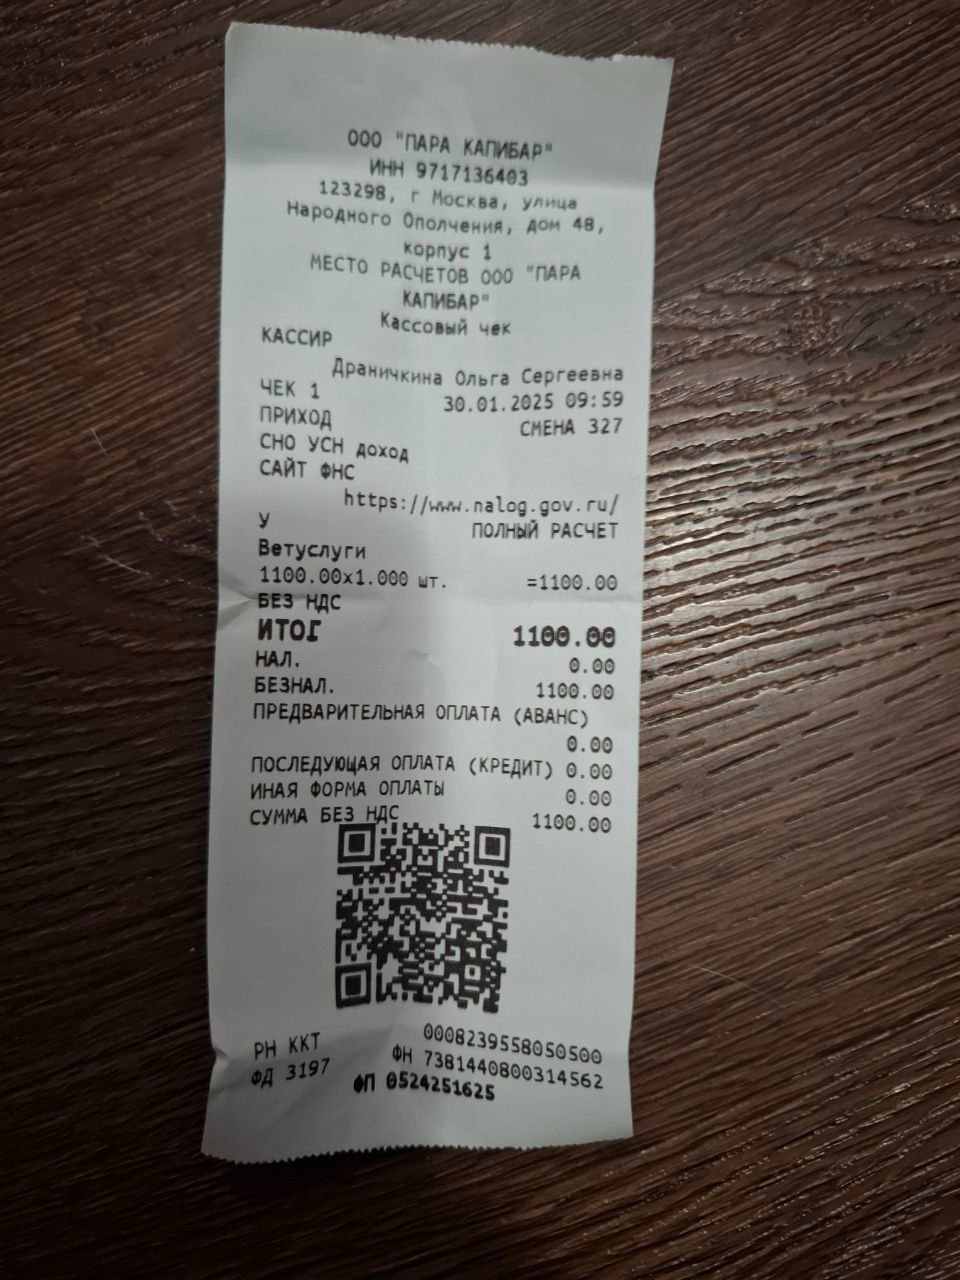 ООО "ПАРА КАПИБАР"
ИНН 9717136403
123298, г Москва, улица
Народного Ополчения, дом 48,
корпус 1
МЕСТО РАСЧЕТОВ ООО "ПАРА
КАПИБАР"
Кассовый чек
КАССИР
Драничкина Ольга Сергеевна
ЧЕК 1 30.01.2025 09:59
ПРИХОД СМЕНА 327
СНО УСН доход
САЙТ ФНС
https://www.nalog.gov.ru/
У ПОЛНЫЙ РАСЧЕТ
Ветуслуги
1100.00x1.000 шт. =1100.00
БЕЗ НДС
ИТОГ 1100.00
НАЛ. 0.00
БЕЗНАЛ. 1100.00
ПРЕДВАРИТЕЛЬНАЯ ОПЛАТА (АВАНС)
0.00
ПОСЛЕДУЮЩАЯ ОПЛАТА (КРЕДИТ) 0.00
ИНАЯ ФОРМА ОПЛАТЫ 0.00
СУММА БЕЗ НДС 1100.00
РН ККТ 0008239558050500
ФД 3197 ФН 7381440800314562
ФП 0524251625